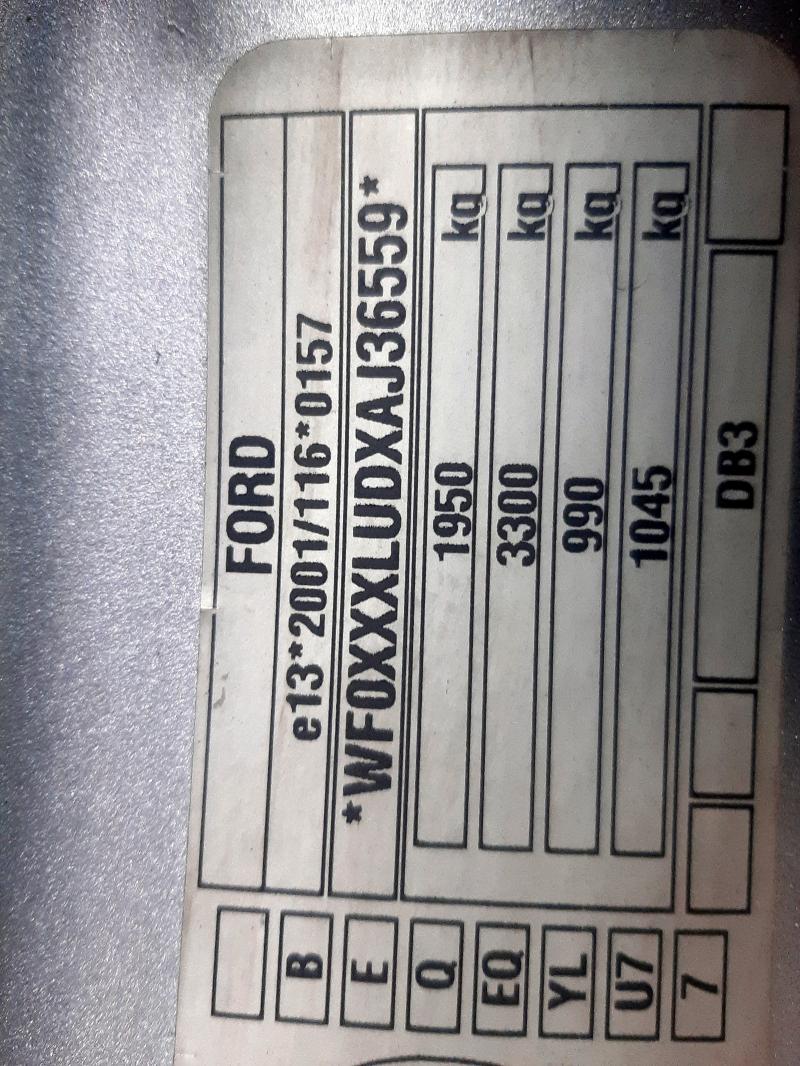 FORD
e13*2001/116*0157
*WF0XXXLUDXAJ36559*
1950 kg
3300 kg
990 kg
1045 kg
DB3
B
E
Q
EQ
YL
U7
7